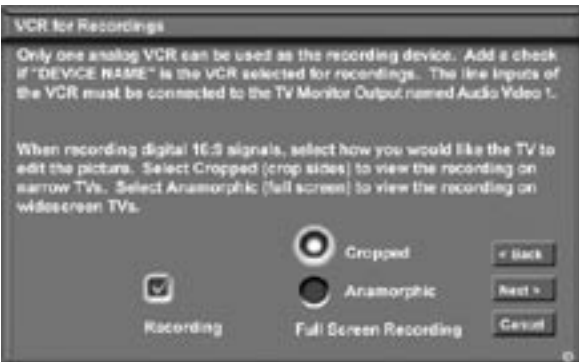 VCR for Recordings
Only one analog VCR can be used as the recording device. Add a check
if "DEVICE NAME" is the VCR selected for recordings. The line inputs of
the VCR must be connected to the TV Monitor Output named Audio Video 1.
When recording digital 16:9 signals, select how you would like the TV to
edit the picture. Select Cropped (crop sides) to view the recording on
narrow TVs. Select Anamorphic (full screen) to view the recording on
widescreen TVs.
Cropped
< Back
Anamorphic
Next >
Recording
Full Screen Recording
Cancel